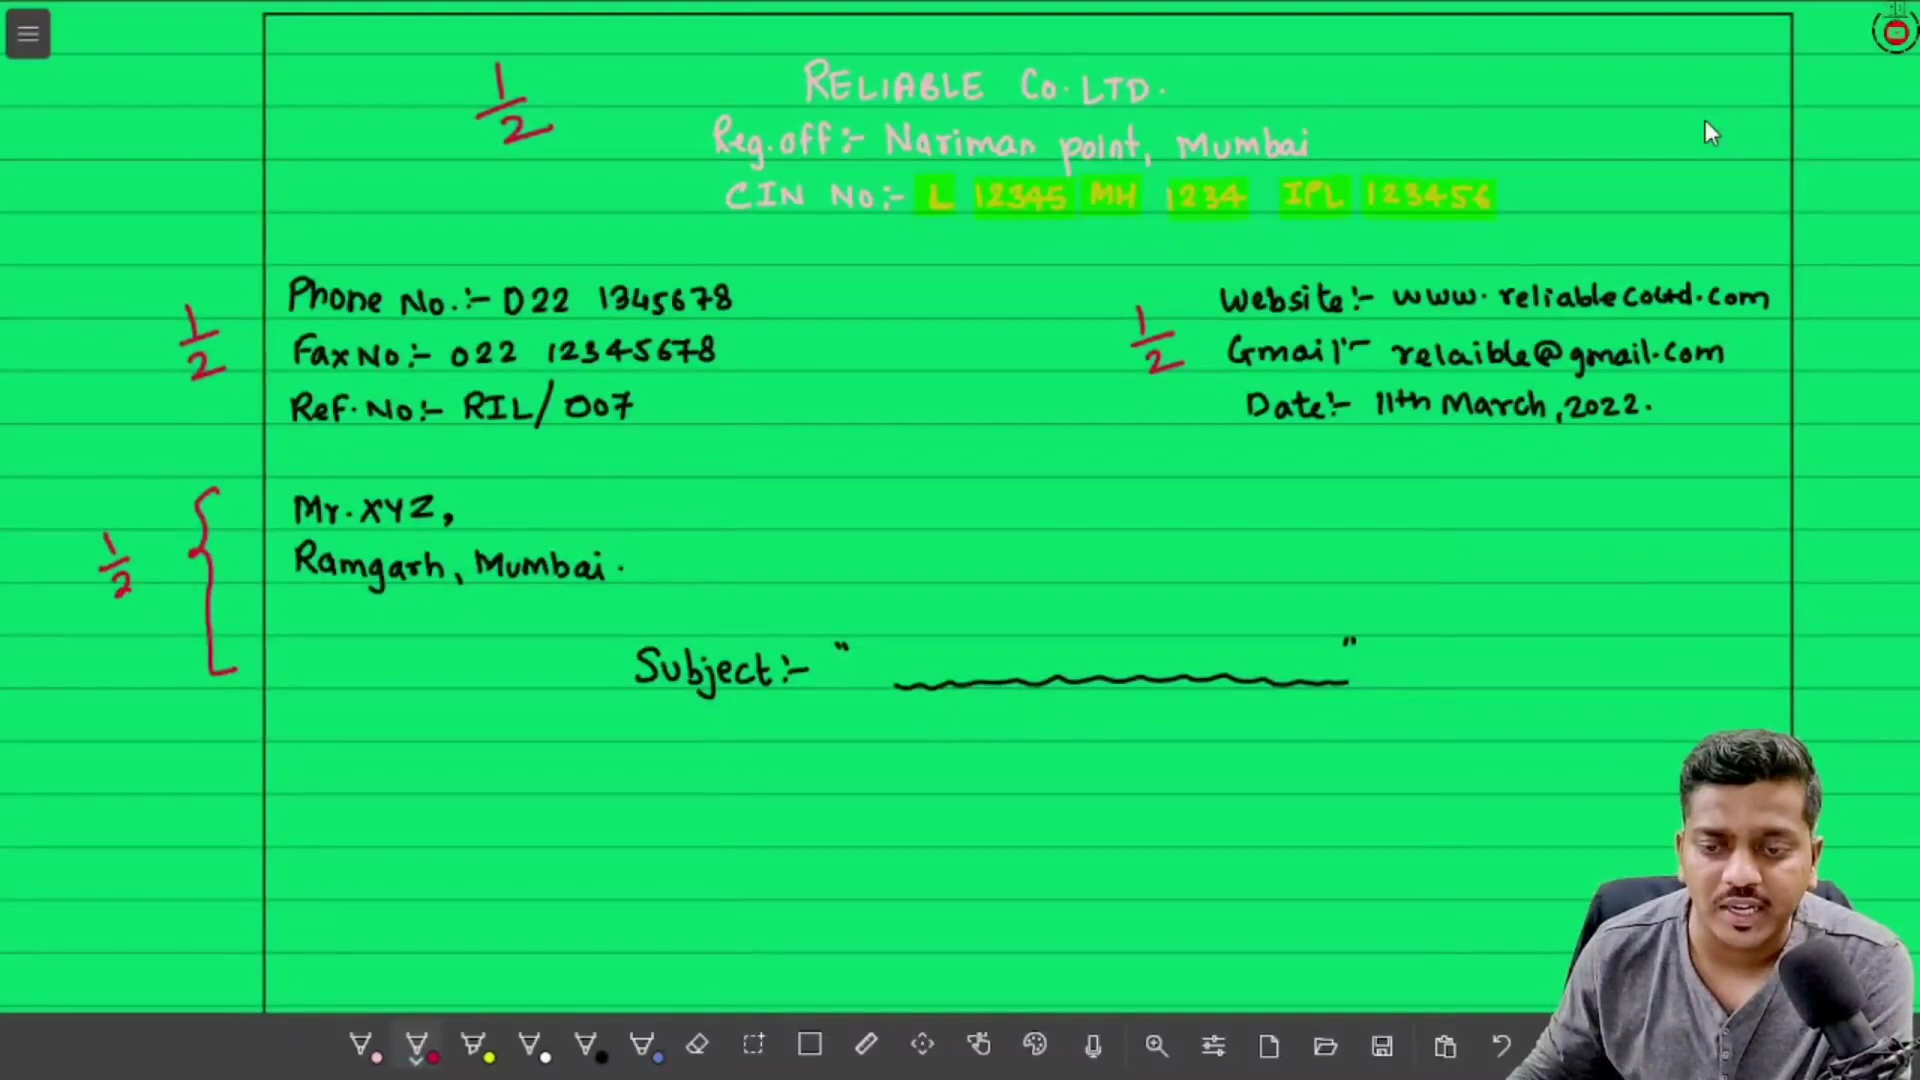 1/2
RELIABLE Co. LTD.
Reg. off :- Nariman point, Mumbai
CIN No :- L 12345 MH 1234 IPL 123456
Phone No. :- 022 1345678
Website :- www. reliablecoltd.com
1/2
1/2
Fax No :- 022 12345678
Gmail :- relaible@gmail.com
Ref. No :- RIL/007
Date :- 11th March, 2022.
Mr. XYZ,
1/2
Ramgarh, Mumbai.
Subject :- " "